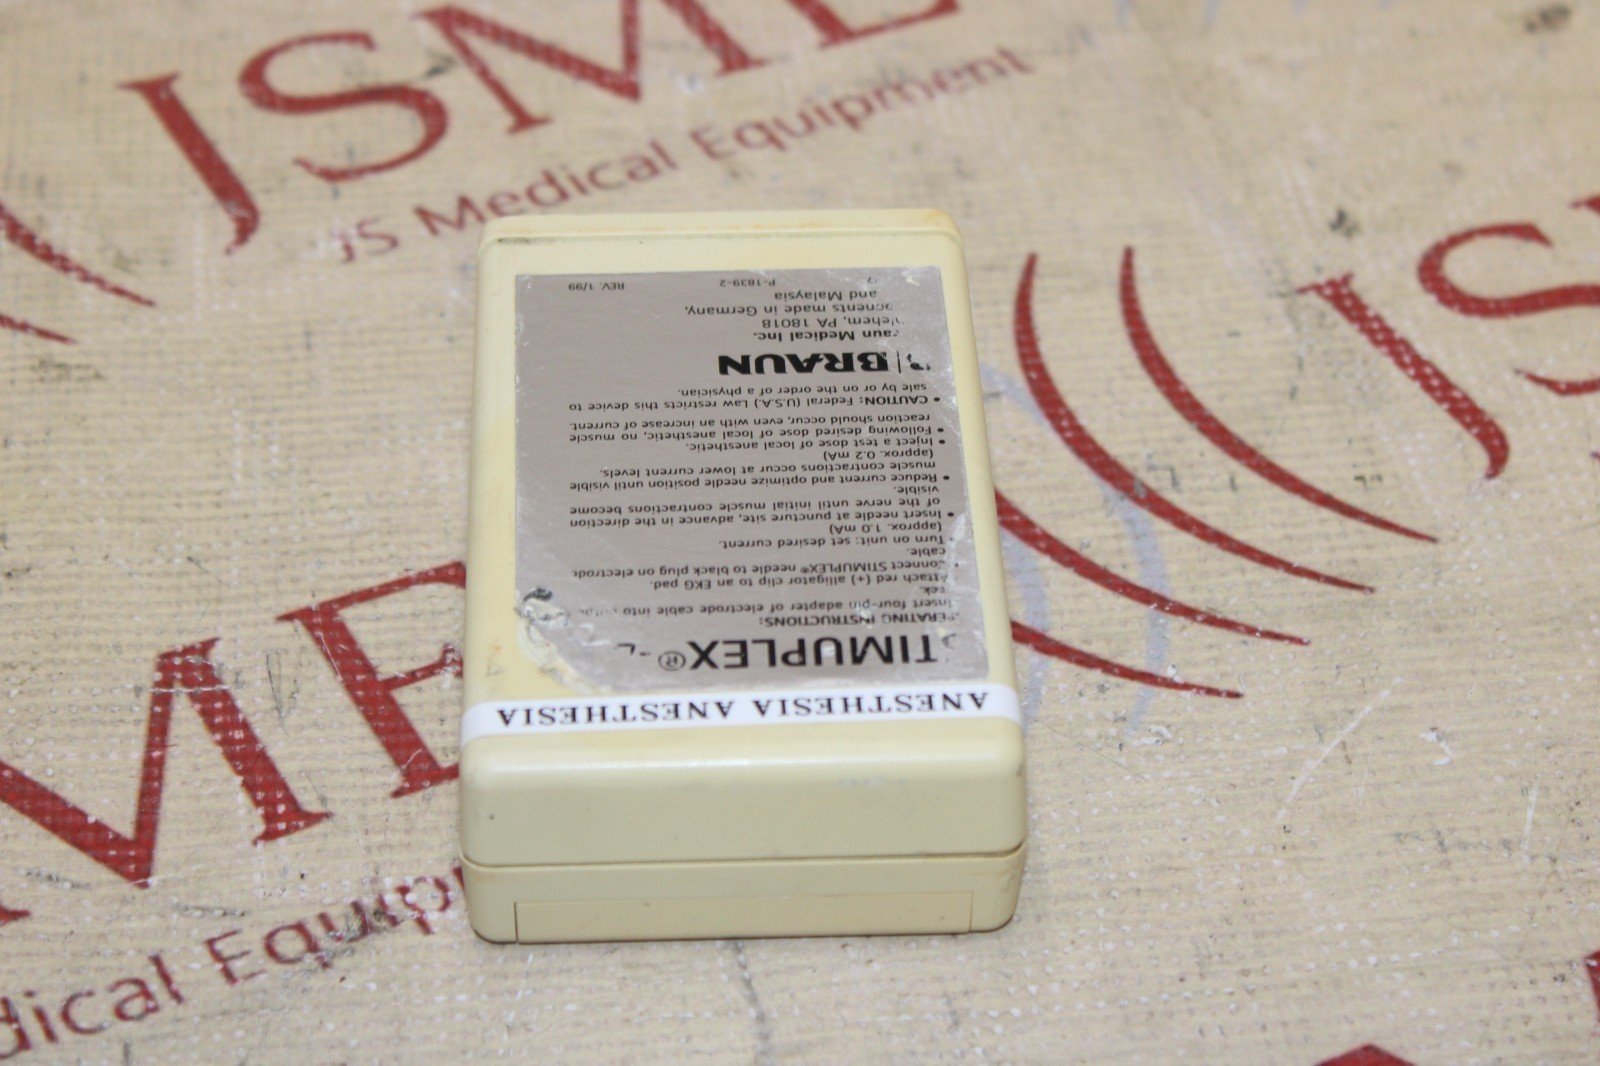 JSME
JS Medical Equipment
JS
ME
dical Equip
ANESTHESIA ANESTHESIA ANESTHESIA
TIMUPLEX®
ERATING INSTRUCTIONS:
insert four-pin adapter of electrode cable into
Attach red (+) alligator clip to an EKG pad.
Connect STIMUPLEX® needle to black plug on electrode
cable.
Turn on unit: set desired current.
(approx. 1.0 mA)
• Insert needle at puncture site, advance in the direction
of the nerve until initial muscle contractions become
visible.
• Reduce current and optimize needle position until visible
muscle contractions occur at lower current levels.
(approx. 0.2 mA)
• Inject a test dose of local anesthetic.
• Following desired dose of local anesthetic, no muscle
reaction should occur, even with an increase of current.
• CAUTION: Federal (U.S.A.) Law restricts this device to
sale by or on the order of a physician.
B|BRAUN
raun Medical Inc.
hem, PA 18018
onents made in Germany,
and Malaysia
P-1839-2 REV. 1/99